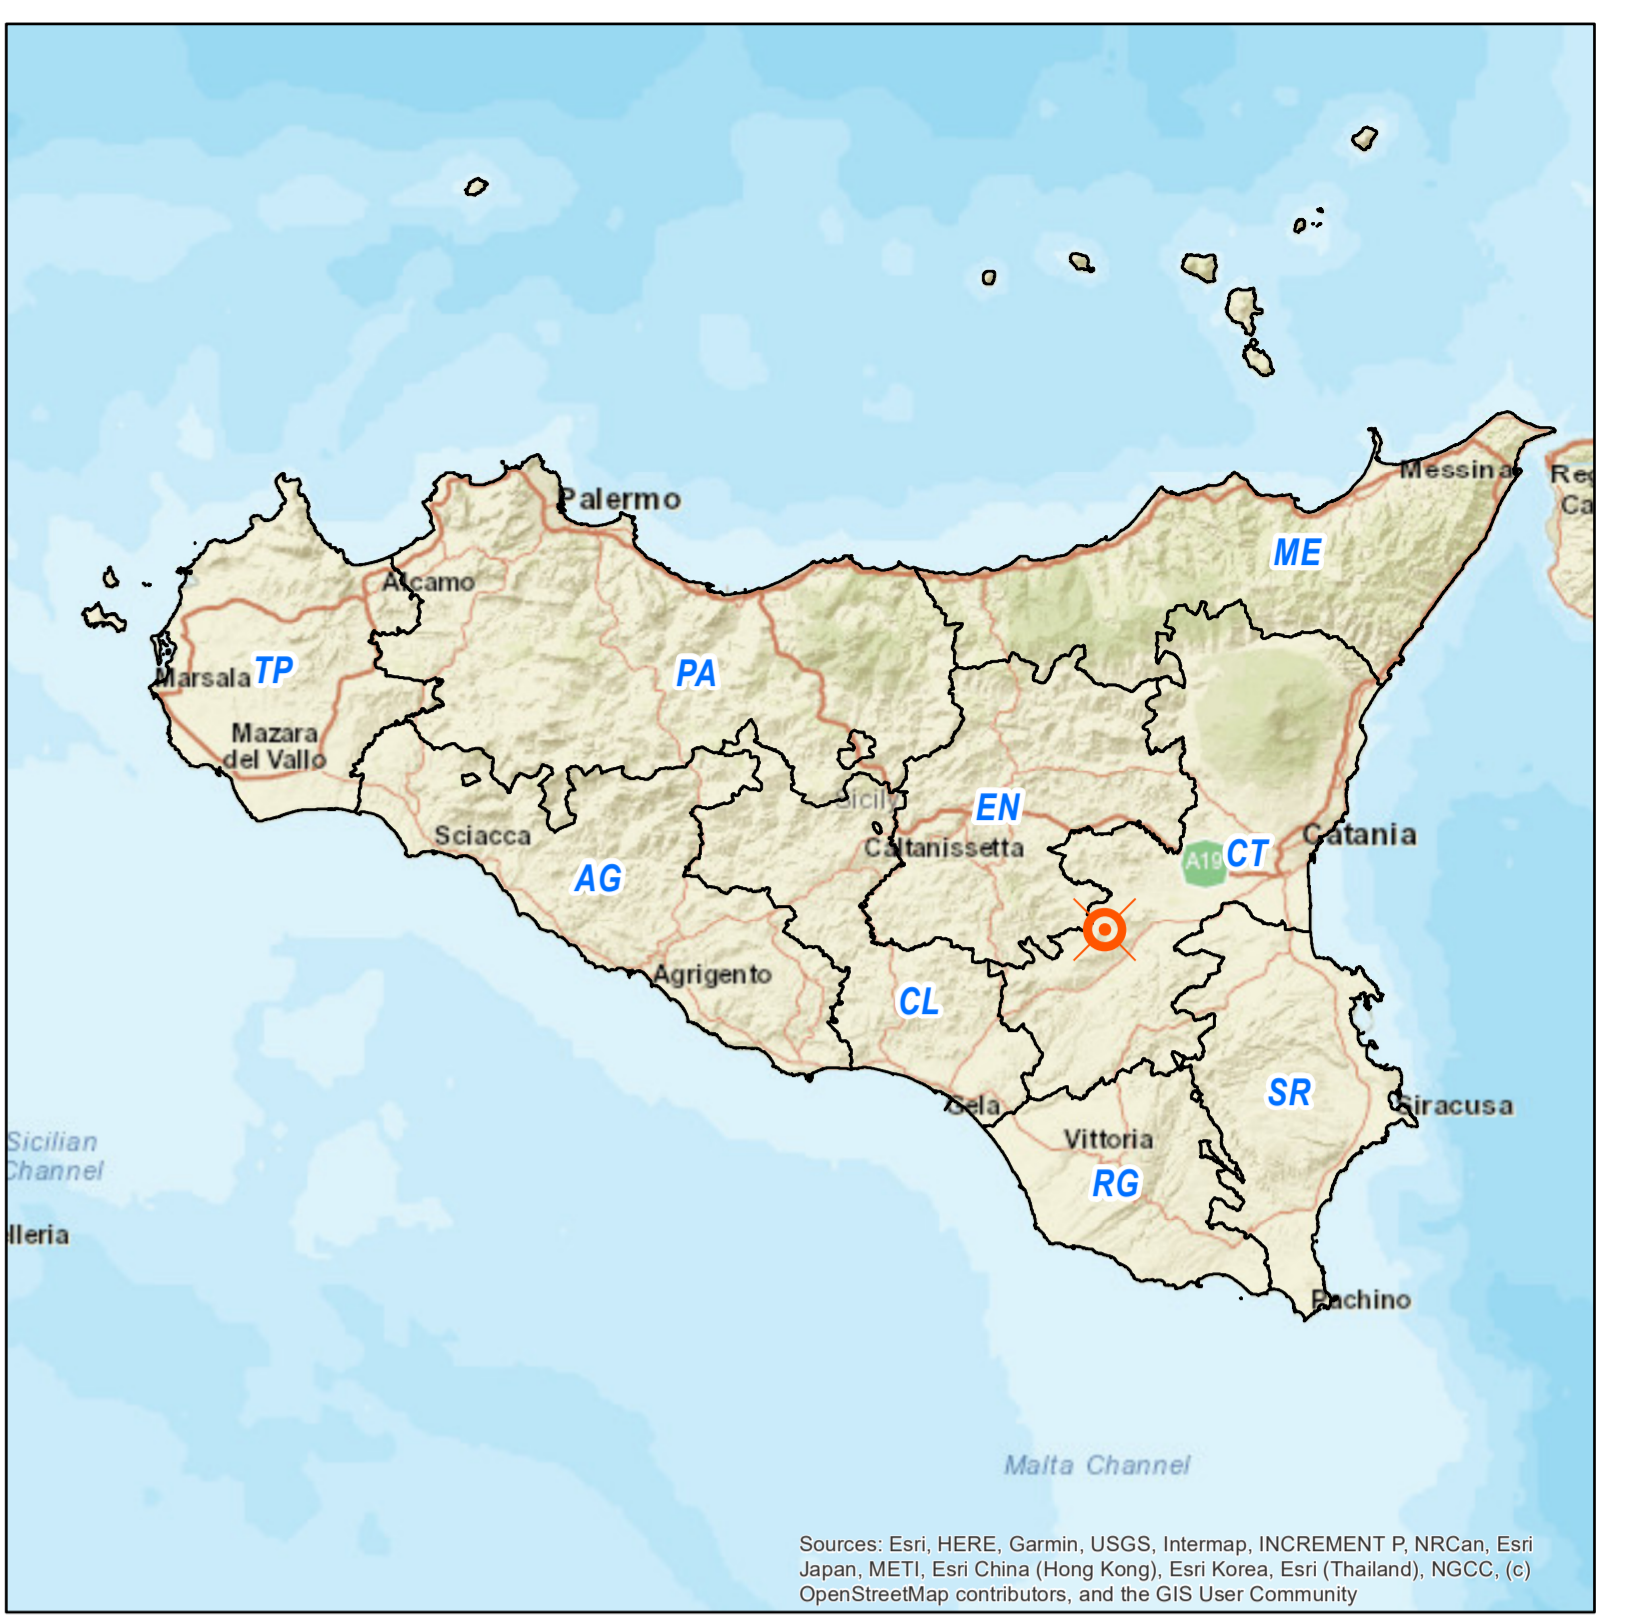 Palermo
Messina
Reg
Ca
ME
Alcamo
TP
Marsala
PA
Mazara
del Vallo
Sicily
EN
Sciacca
Caltanissetta
Catania
A19
CT
AG
Agrigento
CL
SR
Gela
Siracusa
Vittoria
Sicilian
Channel
RG
lleria
Pachino
Malta Channel
Sources: Esri, HERE, Garmin, USGS, Intermap, INCREMENT P, NRCan, Esri
Japan, METI, Esri China (Hong Kong), Esri Korea, Esri (Thailand), NGCC, (c)
OpenStreetMap contributors, and the GIS User Community